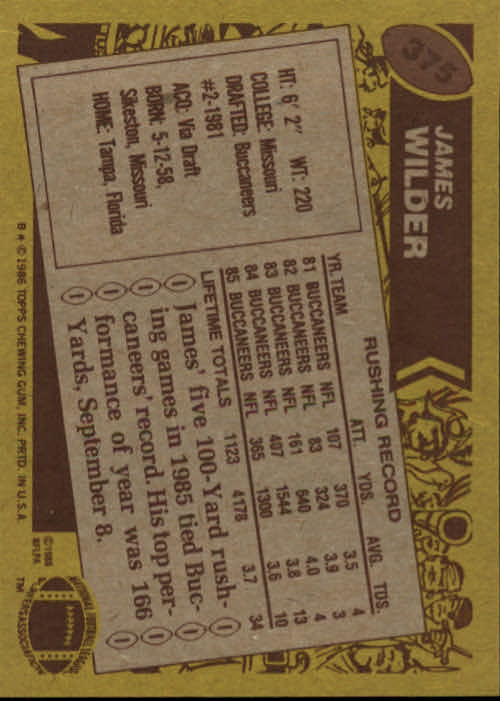 375
JAMES
WILDER
HT: 6' 2" WT: 220
COLLEGE: Missouri
DRAFTED: Buccaneers
#2-1981
ACQ: Via Draft
BORN: 5-12-58,
Sikeston, Missouri
HOME: Tampa, Florida
RUSHING RECORD
YR. TEAM ATT. YDS. AVG. TDS.
81 BUCCANEERS NFL 107 370 3.5 4
82 BUCCANEERS NFL 83 324 3.9 3
83 BUCCANEERS NFL 161 640 4.0 4
84 BUCCANEERS NFL 407 1544 3.8 13
85 BUCCANEERS NFL 365 1300 3.6 10
LIFETIME TOTALS 1123 4178 3.7 34
James' five 100-Yard rush-
ing games in 1985 tied Buc-
caneers' record. His top per-
formance of year was 166
Yards, September 8.
©1986
NFLPA
TM
B * © 1986 TOPPS CHEWING GUM, INC. PRTD. IN U.S.A.